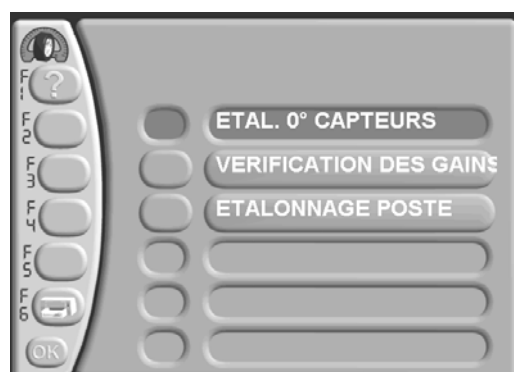 F1 ?
F2
ETAL. 0° CAPTEURS
F3
VERIFICATION DES GAINS
F4
ETALONNAGE POSTE
F5
F6
OK